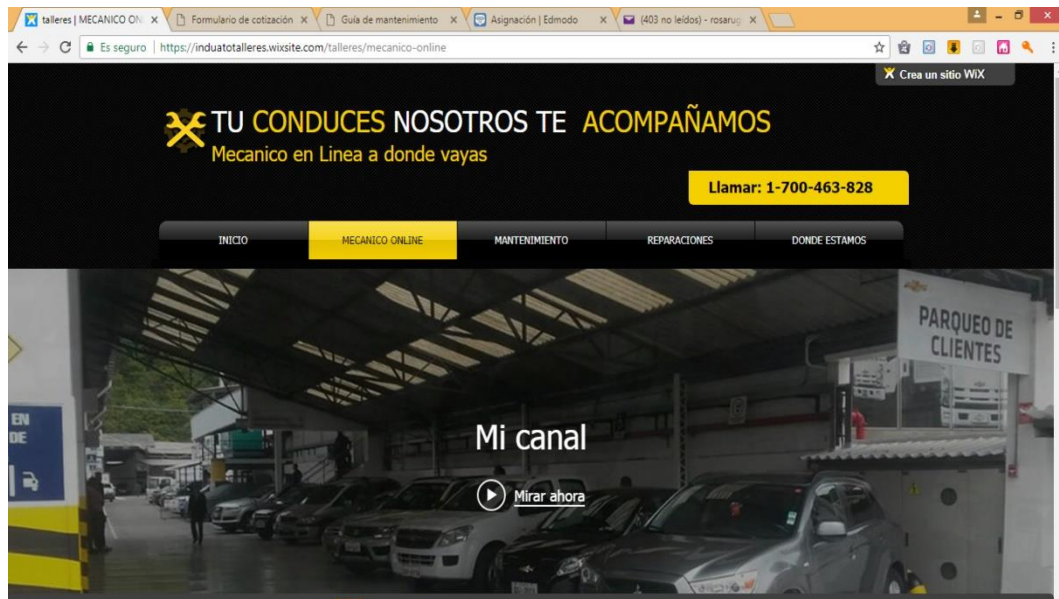 talleres | MECANICO ON
Formulario de cotización
Guía de mantenimiento
Asignación | Edmodo
(403 no leídos) - rosarug
Es seguro
https://induatotalleres.wixsite.com/talleres/mecanico-online
Crea un sitio WiX
TU CONDUCES NOSOTROS TE ACOMPAÑAMOS
Mecanico en Linea a donde vayas
Llamar: 1-700-463-828
INICIO
MECANICO ONLINE
MANTENIMIENTO
REPARACIONES
DONDE ESTAMOS
PARQUEO DE
CLIENTES
EN
DE
Mi canal
Mirar ahora